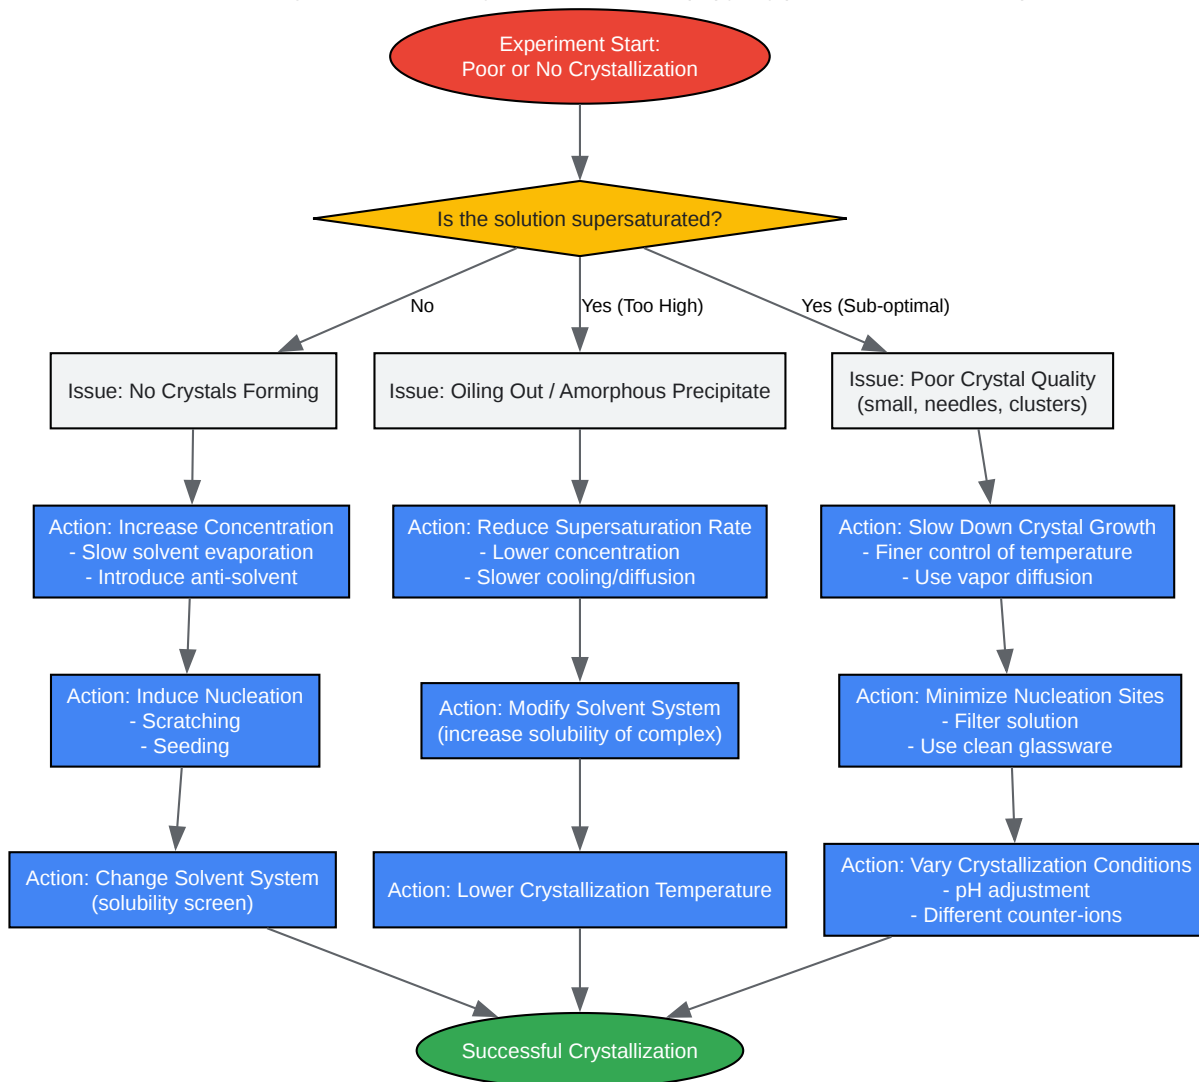 Experiment Start:
Poor or No Crystallization
Is the solution supersaturated?
No
Yes (Too High)
Yes (Sub-optimal)
Issue: No Crystals Forming
Issue: Oiling Out / Amorphous Precipitate
Issue: Poor Crystal Quality
(small, needles, clusters)
Action: Increase Concentration
- Slow solvent evaporation
- Introduce anti-solvent
Action: Reduce Supersaturation Rate
- Lower concentration
- Slower cooling/diffusion
Action: Slow Down Crystal Growth
- Finer control of temperature
- Use vapor diffusion
Action: Induce Nucleation
- Scratching
- Seeding
Action: Modify Solvent System
(increase solubility of complex)
Action: Minimize Nucleation Sites
- Filter solution
- Use clean glassware
Action: Change Solvent System
(solubility screen)
Action: Lower Crystallization Temperature
Action: Vary Crystallization Conditions
- pH adjustment
- Different counter-ions
Successful Crystallization